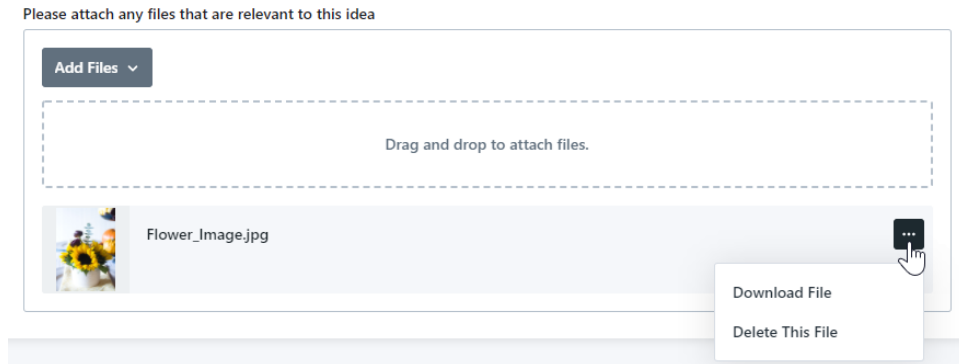 Please attach any files that are relevant to this idea
Add Files
Drag and drop to attach files.
Flower_Image.jpg
Download File
Delete This File